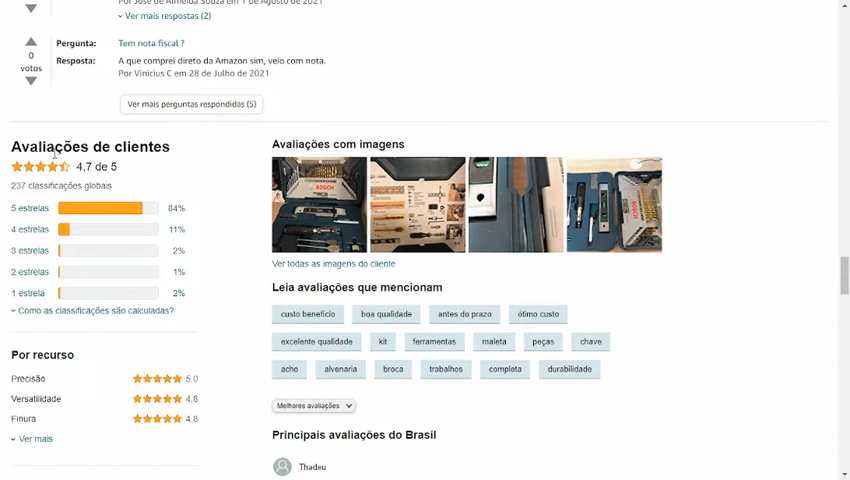 Por José de Almeida Souza em 1 de Agosto de 2021
Ver mais respostas (2)
0
votos
Pergunta: Tem nota fiscal ?
Resposta: A que comprei direto da Amazon sim, veio com nota.
Por Vinicius C em 28 de Julho de 2021
Ver mais perguntas respondidas (5)
Avaliações de clientes
4,7 de 5
237 classificações globais
5 estrelas 84%
4 estrelas 11%
3 estrelas 2%
2 estrelas 1%
1 estrela 2%
Como as classificações são calculadas?
Por recurso
Precisão 5.0
Versatilidade 4.8
Finura 4.8
Ver mais
Avaliações com imagens
BOSCH
BOSCH
Ver todas as imagens do cliente
Leia avaliações que mencionam
custo benefício boa qualidade antes do prazo ótimo custo
excelente qualidade kit ferramentas maleta peças chave
acho alvenaria broca trabalhos completa durabilidade
Melhores avaliações
Principais avaliações do Brasil
Thadeu